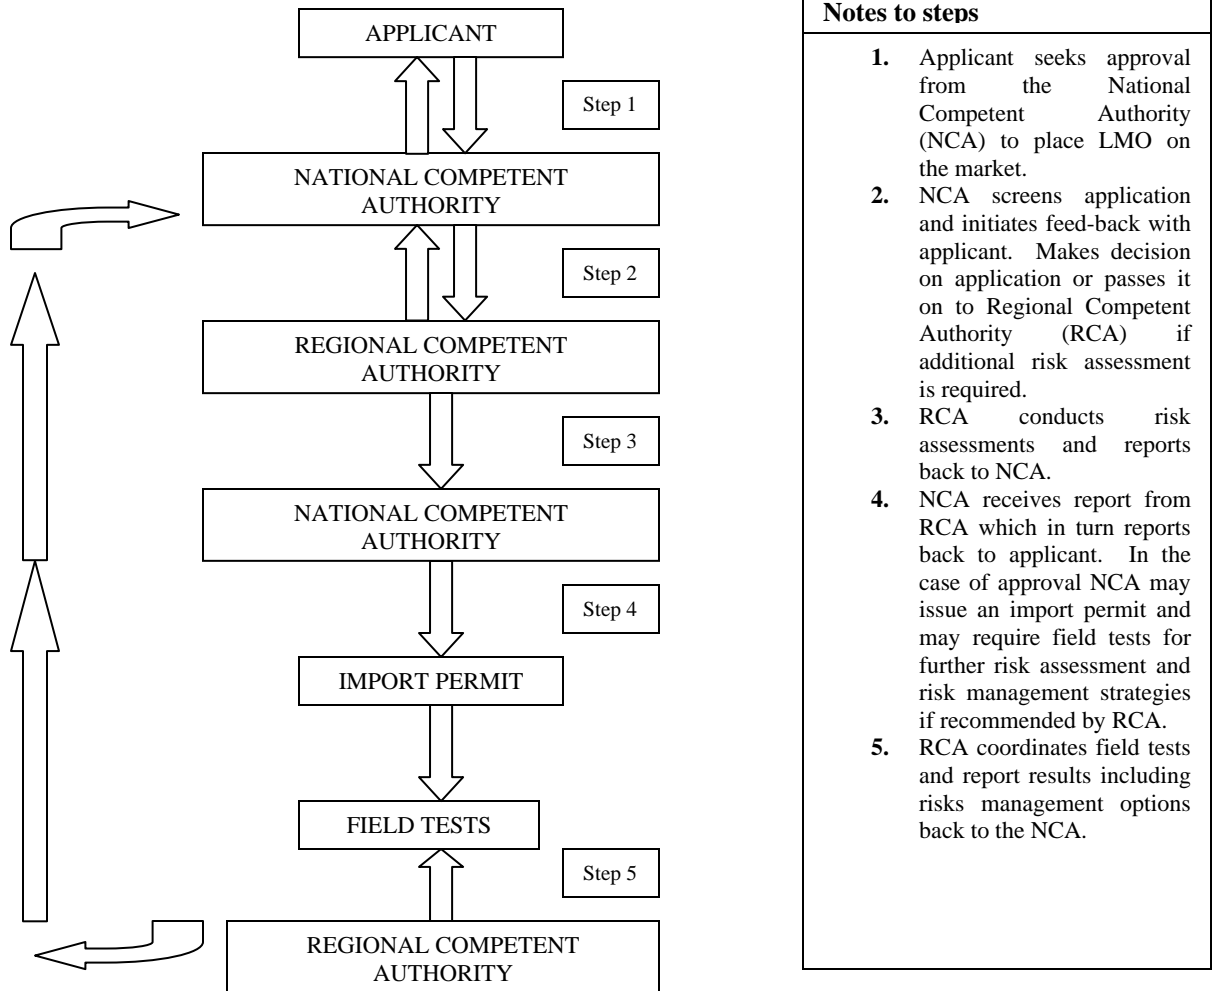 APPLICANT
Step 1
NATIONAL COMPETENT
AUTHORITY
Step 2
REGIONAL COMPETENT
AUTHORITY
Step 3
NATIONAL COMPETENT
AUTHORITY
Step 4
IMPORT PERMIT
FIELD TESTS
Step 5
REGIONAL COMPETENT
AUTHORITY
Notes to steps
1. Applicant seeks approval
from the National
Competent Authority
(NCA) to place LMO on
the market.
2. NCA screens application
and initiates feed-back with
applicant. Makes decision
on application or passes it
on to Regional Competent
Authority (RCA) if
additional risk assessment
is required.
3. RCA conducts risk
assessments and reports
back to NCA.
4. NCA receives report from
RCA which in turn reports
back to applicant. In the
case of approval NCA may
issue an import permit and
may require field tests for
further risk assessment and
risk management strategies
if recommended by RCA.
5. RCA coordinates field tests
and report results including
risks management options
back to the NCA.